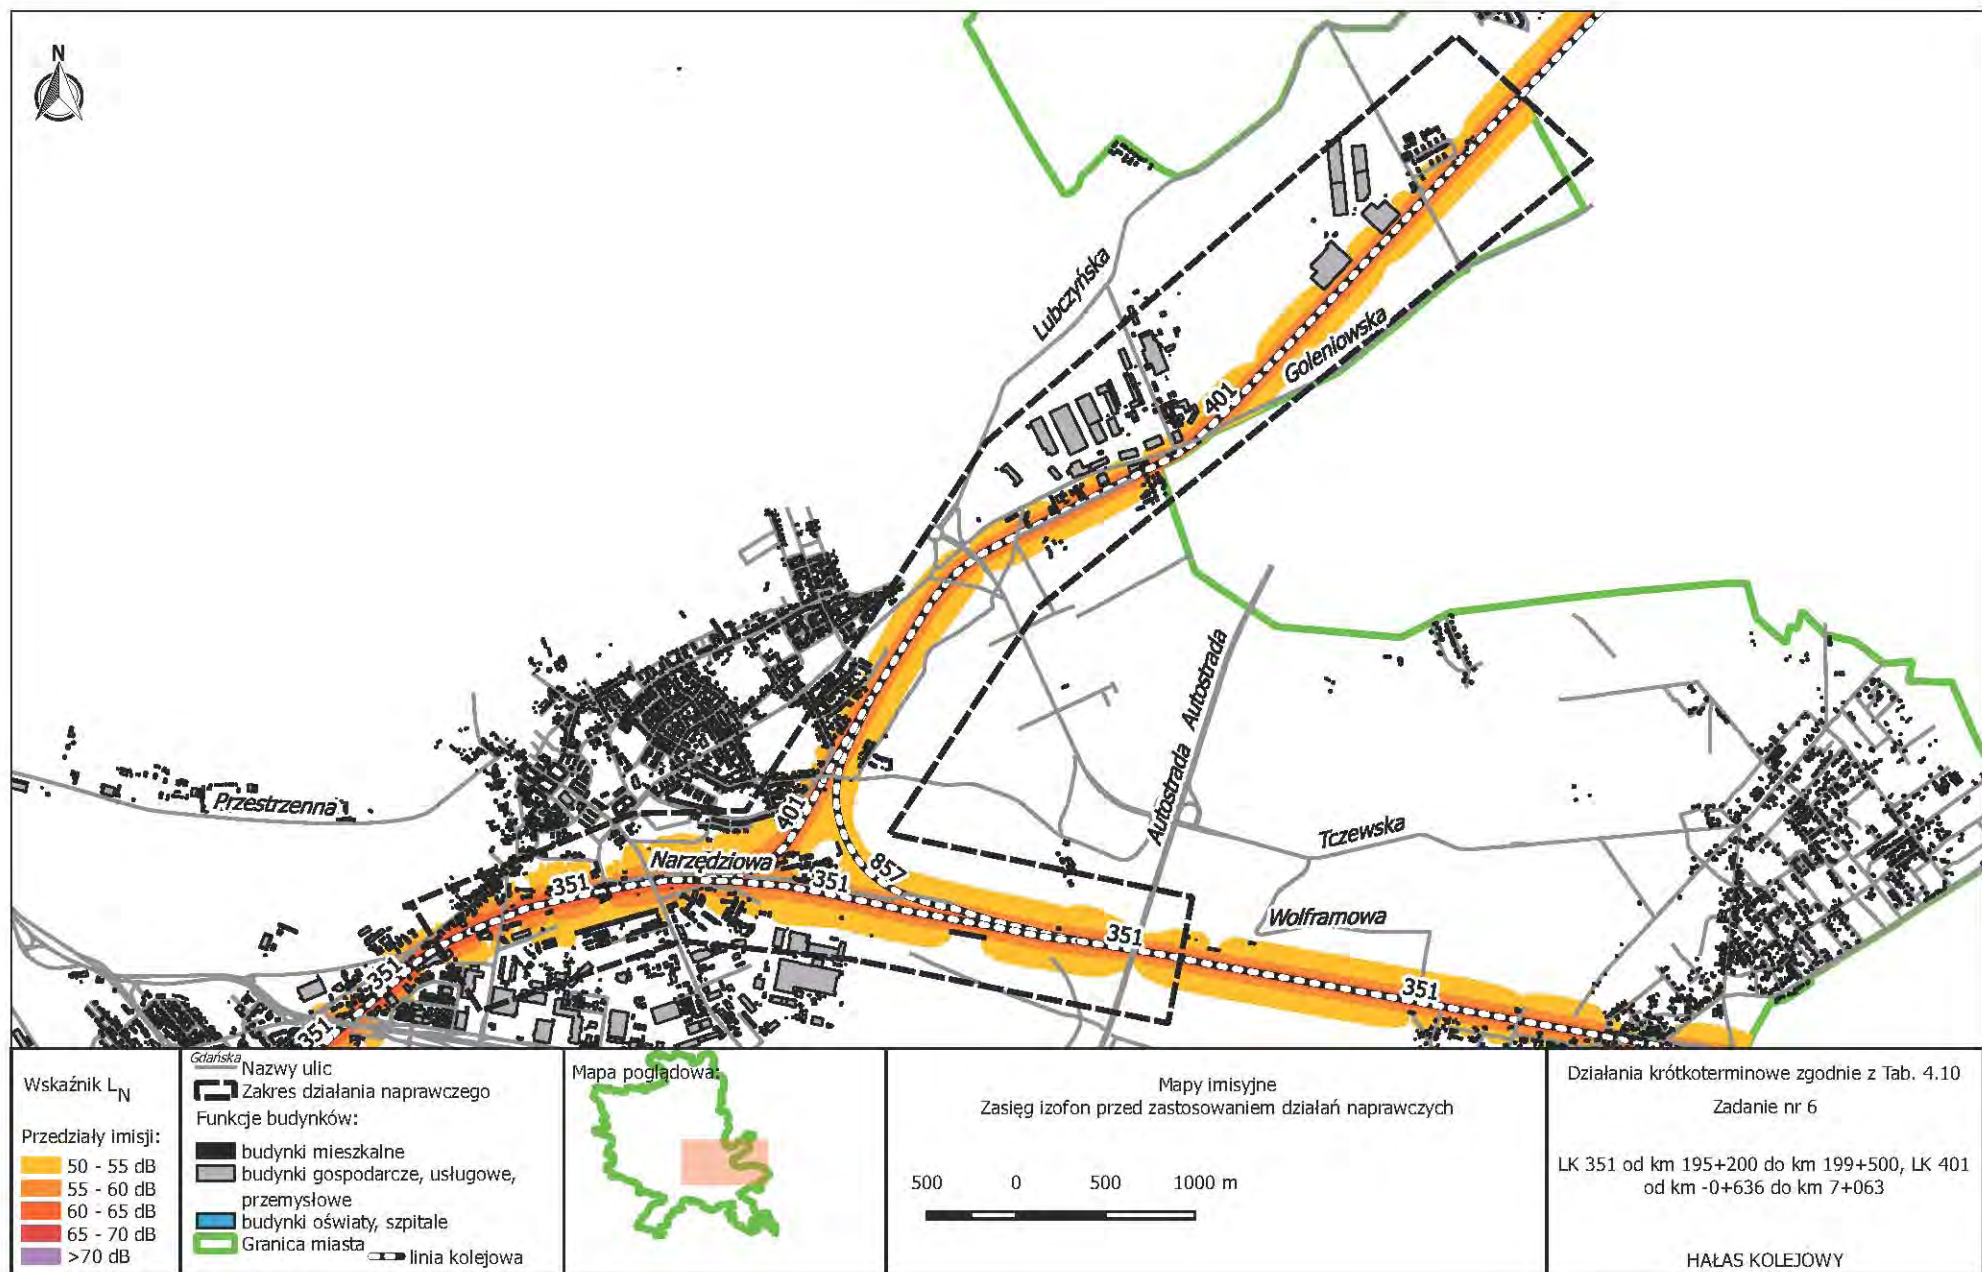 N
Lubczyńska
Goleniowska
401
Autostrada
Autostrada
Przestrzenna
401
Narzędziowa
857
Tczewska
351
351
Wolframowa
351
351
351
351
Wskaźnik LN
Przedziały imisji:
50 - 55 dB
55 - 60 dB
60 - 65 dB
65 - 70 dB
>70 dB
Gdańska
Nazwy ulic
Zakres działania naprawczego
Funkcje budynków:
budynki mieszkalne
budynki gospodarcze, usługowe,
przemysłowe
budynki oświaty, szpitale
Granica miasta
linia kolejowa
Mapa poglądowa:
Mapy imisyjne
Zasięg izofon przed zastosowaniem działań naprawczych
500 0 500 1000 m
Działania krótkoterminowe zgodnie z Tab. 4.10
Zadanie nr 6
LK 351 od km 195+200 do km 199+500, LK 401
od km -0+636 do km 7+063
HAŁAS KOLEJOWY